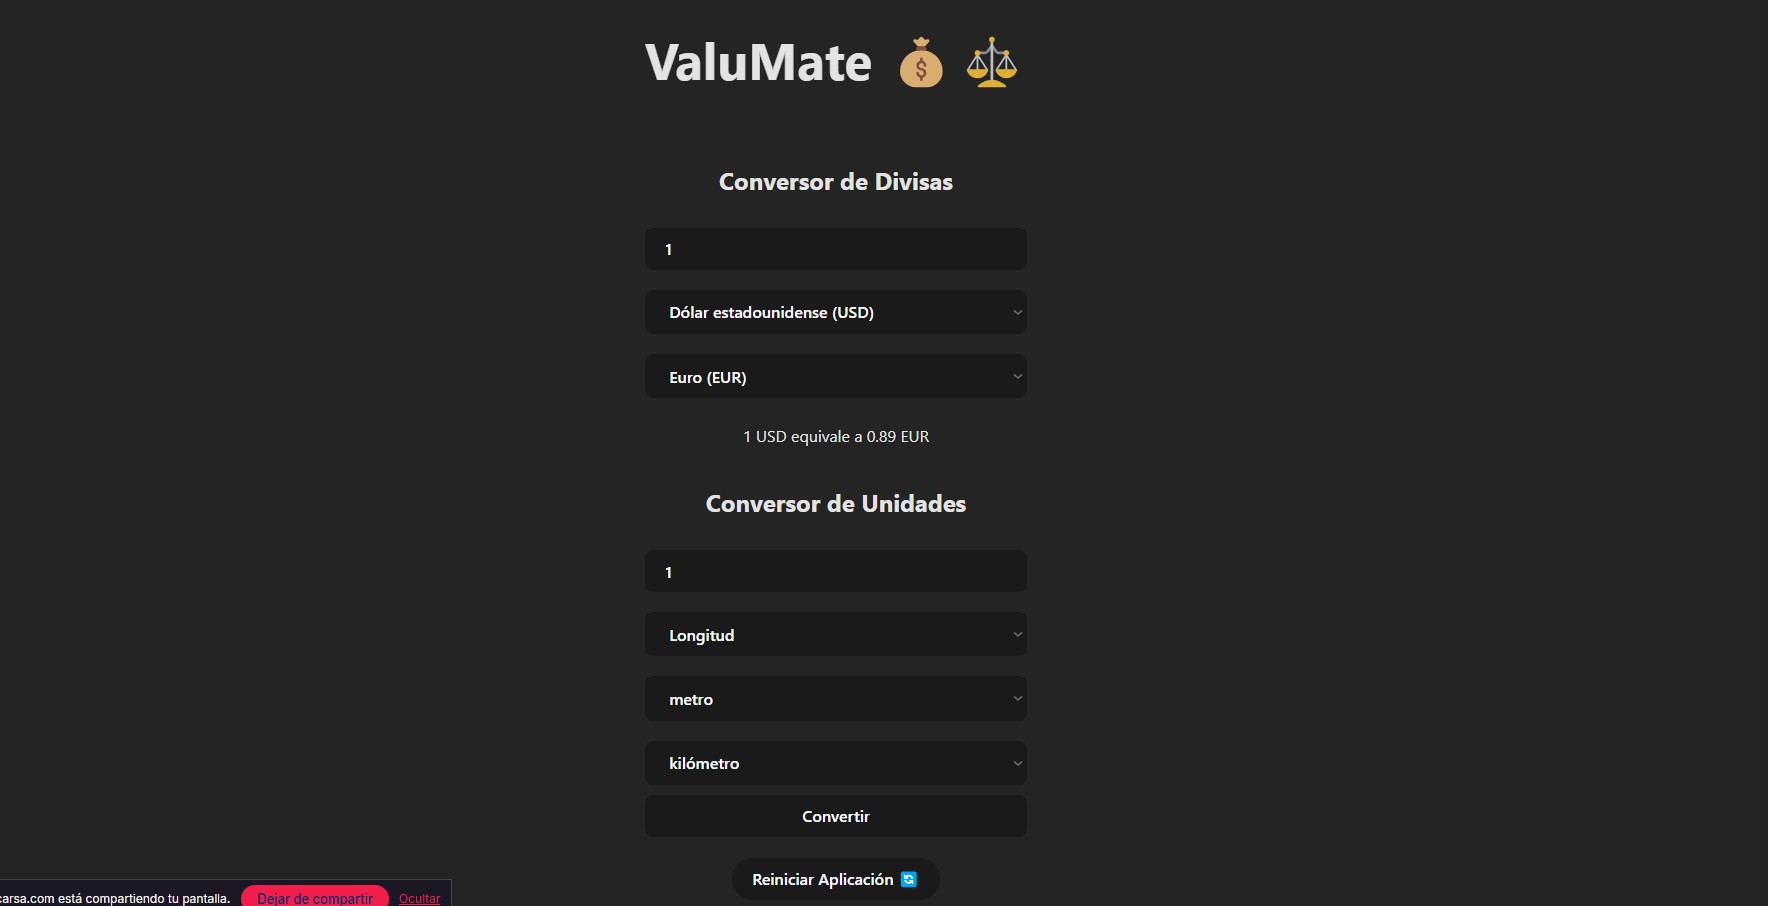 ValuMate
Conversor de Divisas
1
Dólar estadounidense (USD)
Euro (EUR)
1 USD equivale a 0.89 EUR
Conversor de Unidades
1
Longitud
metro
kilómetro
Convertir
Reiniciar Aplicación
carsa.com está compartiendo tu pantalla. Dejar de compartir Ocultar